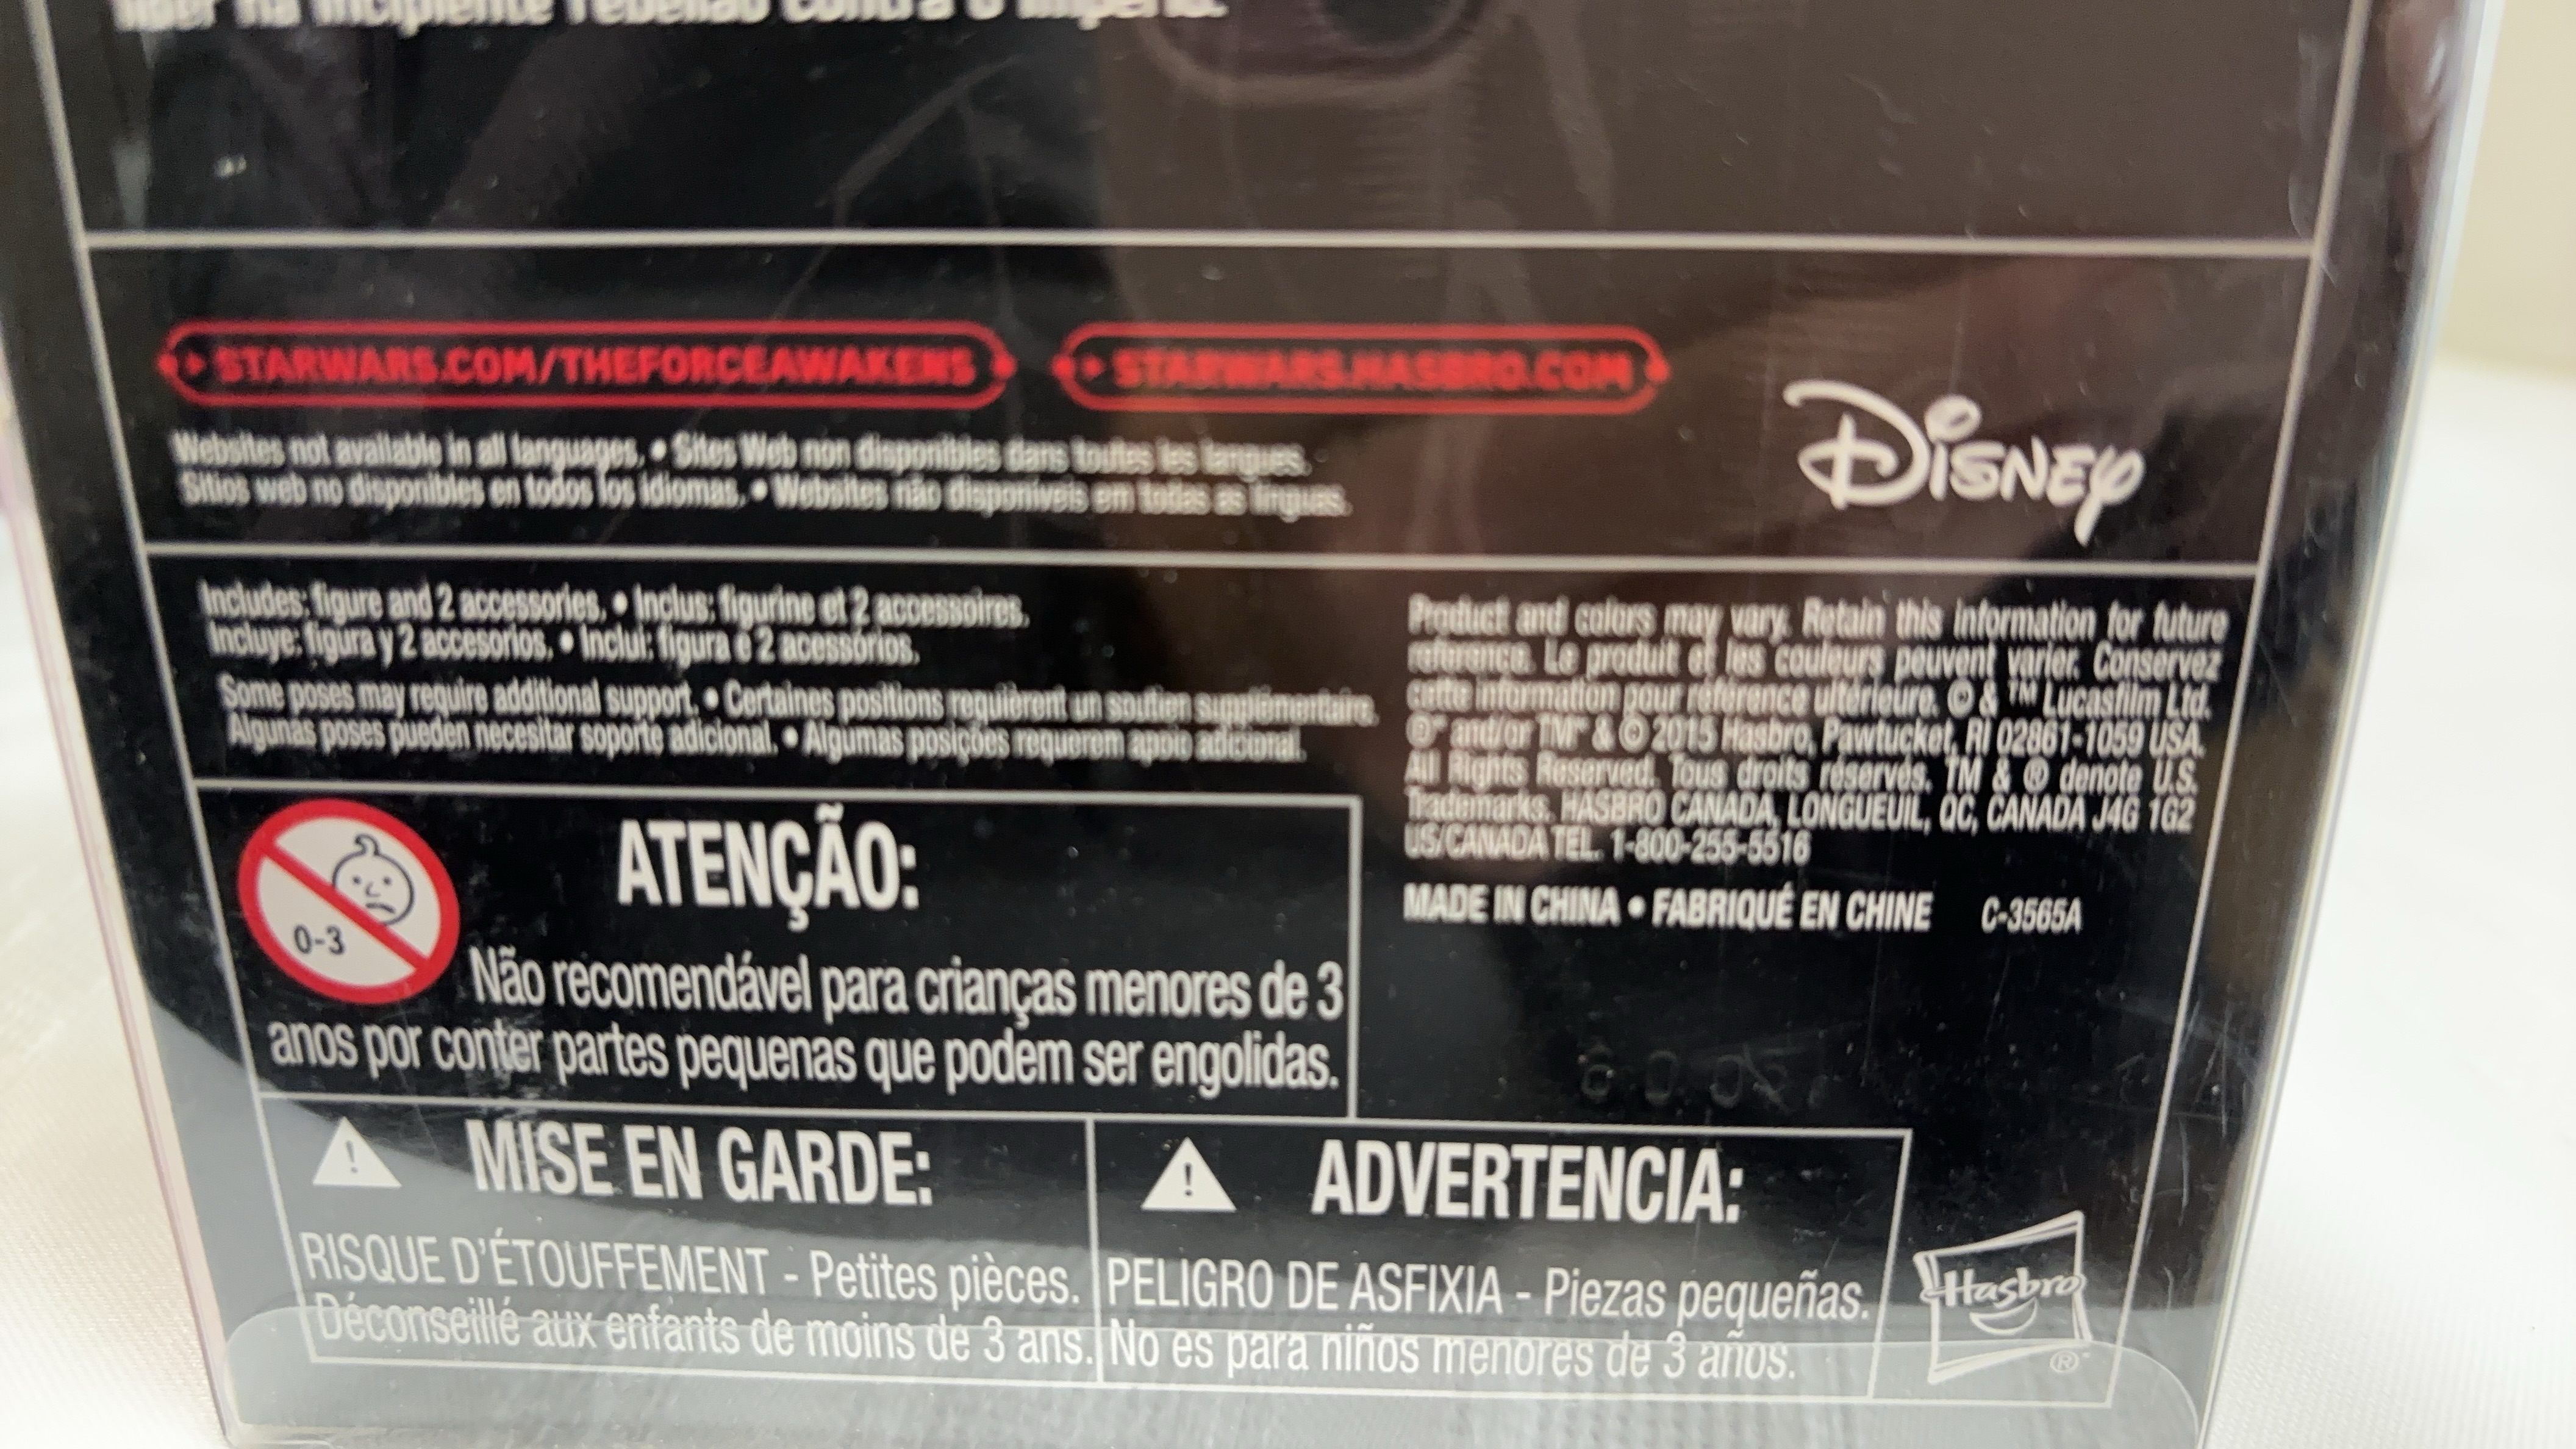 líder na incipiente rebelião contra o Império.
STARWARS.COM/THEFORCEAWAKENS
STARWARS.HASBRO.COM
Websites not available in all languages. • Sites Web non disponibles dans toutes les langues.
Sitios web no disponibles en todos los idiomas. • Websites não disponíveis em todas as línguas.
Disney
Includes: figure and 2 accessories. • Inclus: figurine et 2 accessoires.
Incluye: figura y 2 accesorios. • Inclui: figura e 2 acessórios.
Some poses may require additional support. • Certaines positions requièrent un soutien supplémentaire.
Algunas poses pueden necesitar soporte adicional. • Algumas posições requerem apoio adicional.
Product and colors may vary. Retain this information for future
reference. Le produit et les couleurs peuvent varier. Conservez
cette information pour référence ultérieure. © & ™ Lucasfilm Ltd.
®* and/or TM* & © 2015 Hasbro, Pawtucket, RI 02861-1059 USA.
All Rights Reserved. Tous droits réservés. TM & ® denote U.S.
Trademarks. HASBRO CANADA, LONGUEUIL, QC, CANADA J4G 1G2
US/CANADA TEL. 1-800-255-5516
MADE IN CHINA • FABRIQUÉ EN CHINE C-3565A
0-3
ATENÇÃO:
Não recomendável para crianças menores de 3
anos por conter partes pequenas que podem ser engolidas.
MISE EN GARDE:
RISQUE D'ÉTOUFFEMENT - Petites pièces.
Déconseillé aux enfants de moins de 3 ans.
ADVERTENCIA:
PELIGRO DE ASFIXIA - Piezas pequeñas.
No es para niños menores de 3 años.
Hasbro
®